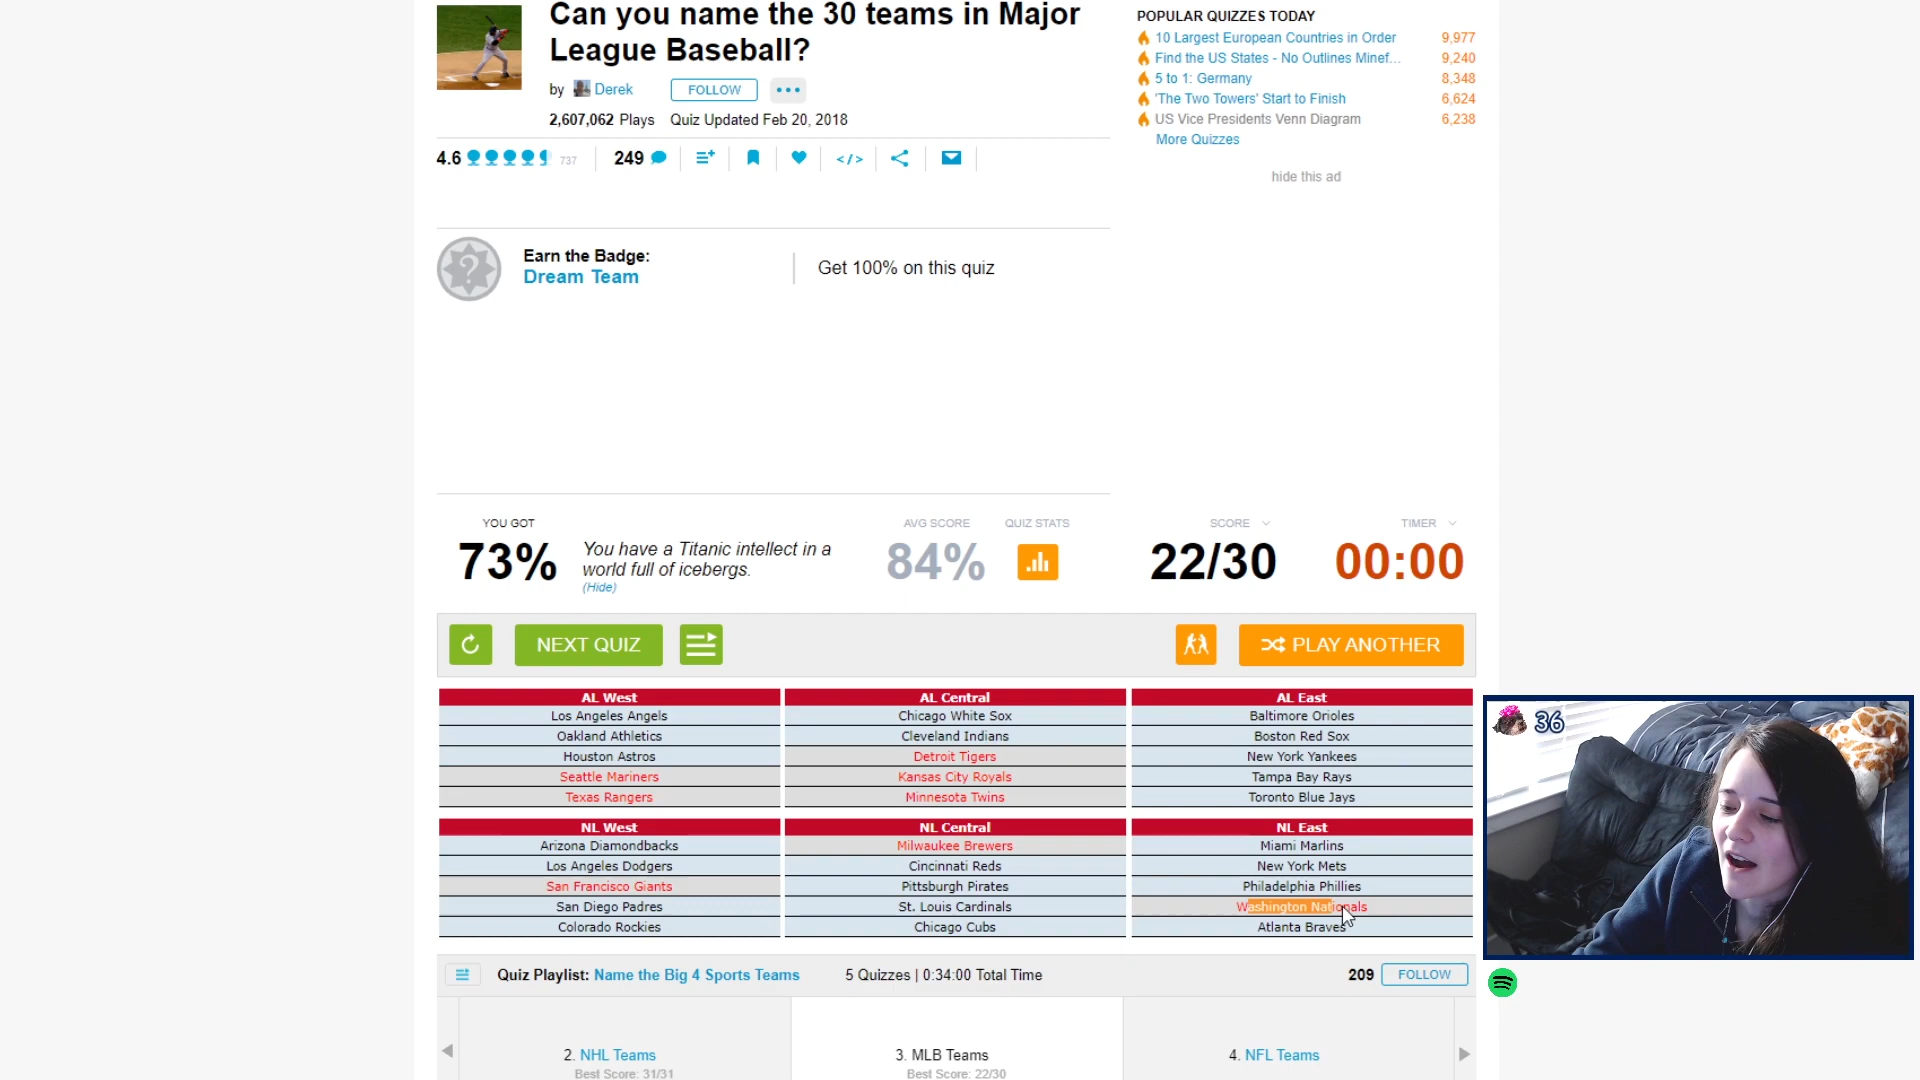 Can you name the 30 teams in Major
League Baseball?
by Derek FOLLOW
2,607,062 Plays Quiz Updated Feb 20, 2018
4.6 737 249 </>
POPULAR QUIZZES TODAY
10 Largest European Countries in Order 9,977
Find the US States - No Outlines Minef... 9,240
5 to 1: Germany 8,348
'The Two Towers' Start to Finish 6,624
US Vice Presidents Venn Diagram 6,238
More Quizzes
hide this ad
Earn the Badge:
Dream Team
Get 100% on this quiz
YOU GOT
73%
You have a Titanic intellect in a
world full of icebergs.
(Hide)
AVG SCORE
84%
QUIZ STATS
SCORE
22/30
TIMER
00:00
NEXT QUIZ
PLAY ANOTHER
AL West
Los Angeles Angels
Oakland Athletics
Houston Astros
Seattle Mariners
Texas Rangers
AL Central
Chicago White Sox
Cleveland Indians
Detroit Tigers
Kansas City Royals
Minnesota Twins
AL East
Baltimore Orioles
Boston Red Sox
New York Yankees
Tampa Bay Rays
Toronto Blue Jays
NL West
Arizona Diamondbacks
Los Angeles Dodgers
San Francisco Giants
San Diego Padres
Colorado Rockies
NL Central
Milwaukee Brewers
Cincinnati Reds
Pittsburgh Pirates
St. Louis Cardinals
Chicago Cubs
NL East
Miami Marlins
New York Mets
Philadelphia Phillies
Washington Nationals
Atlanta Braves
36
Quiz Playlist: Name the Big 4 Sports Teams 5 Quizzes | 0:34:00 Total Time 209 FOLLOW
2. NHL Teams
Best Score: 31/31
3. MLB Teams
Best Score: 22/30
4. NFL Teams